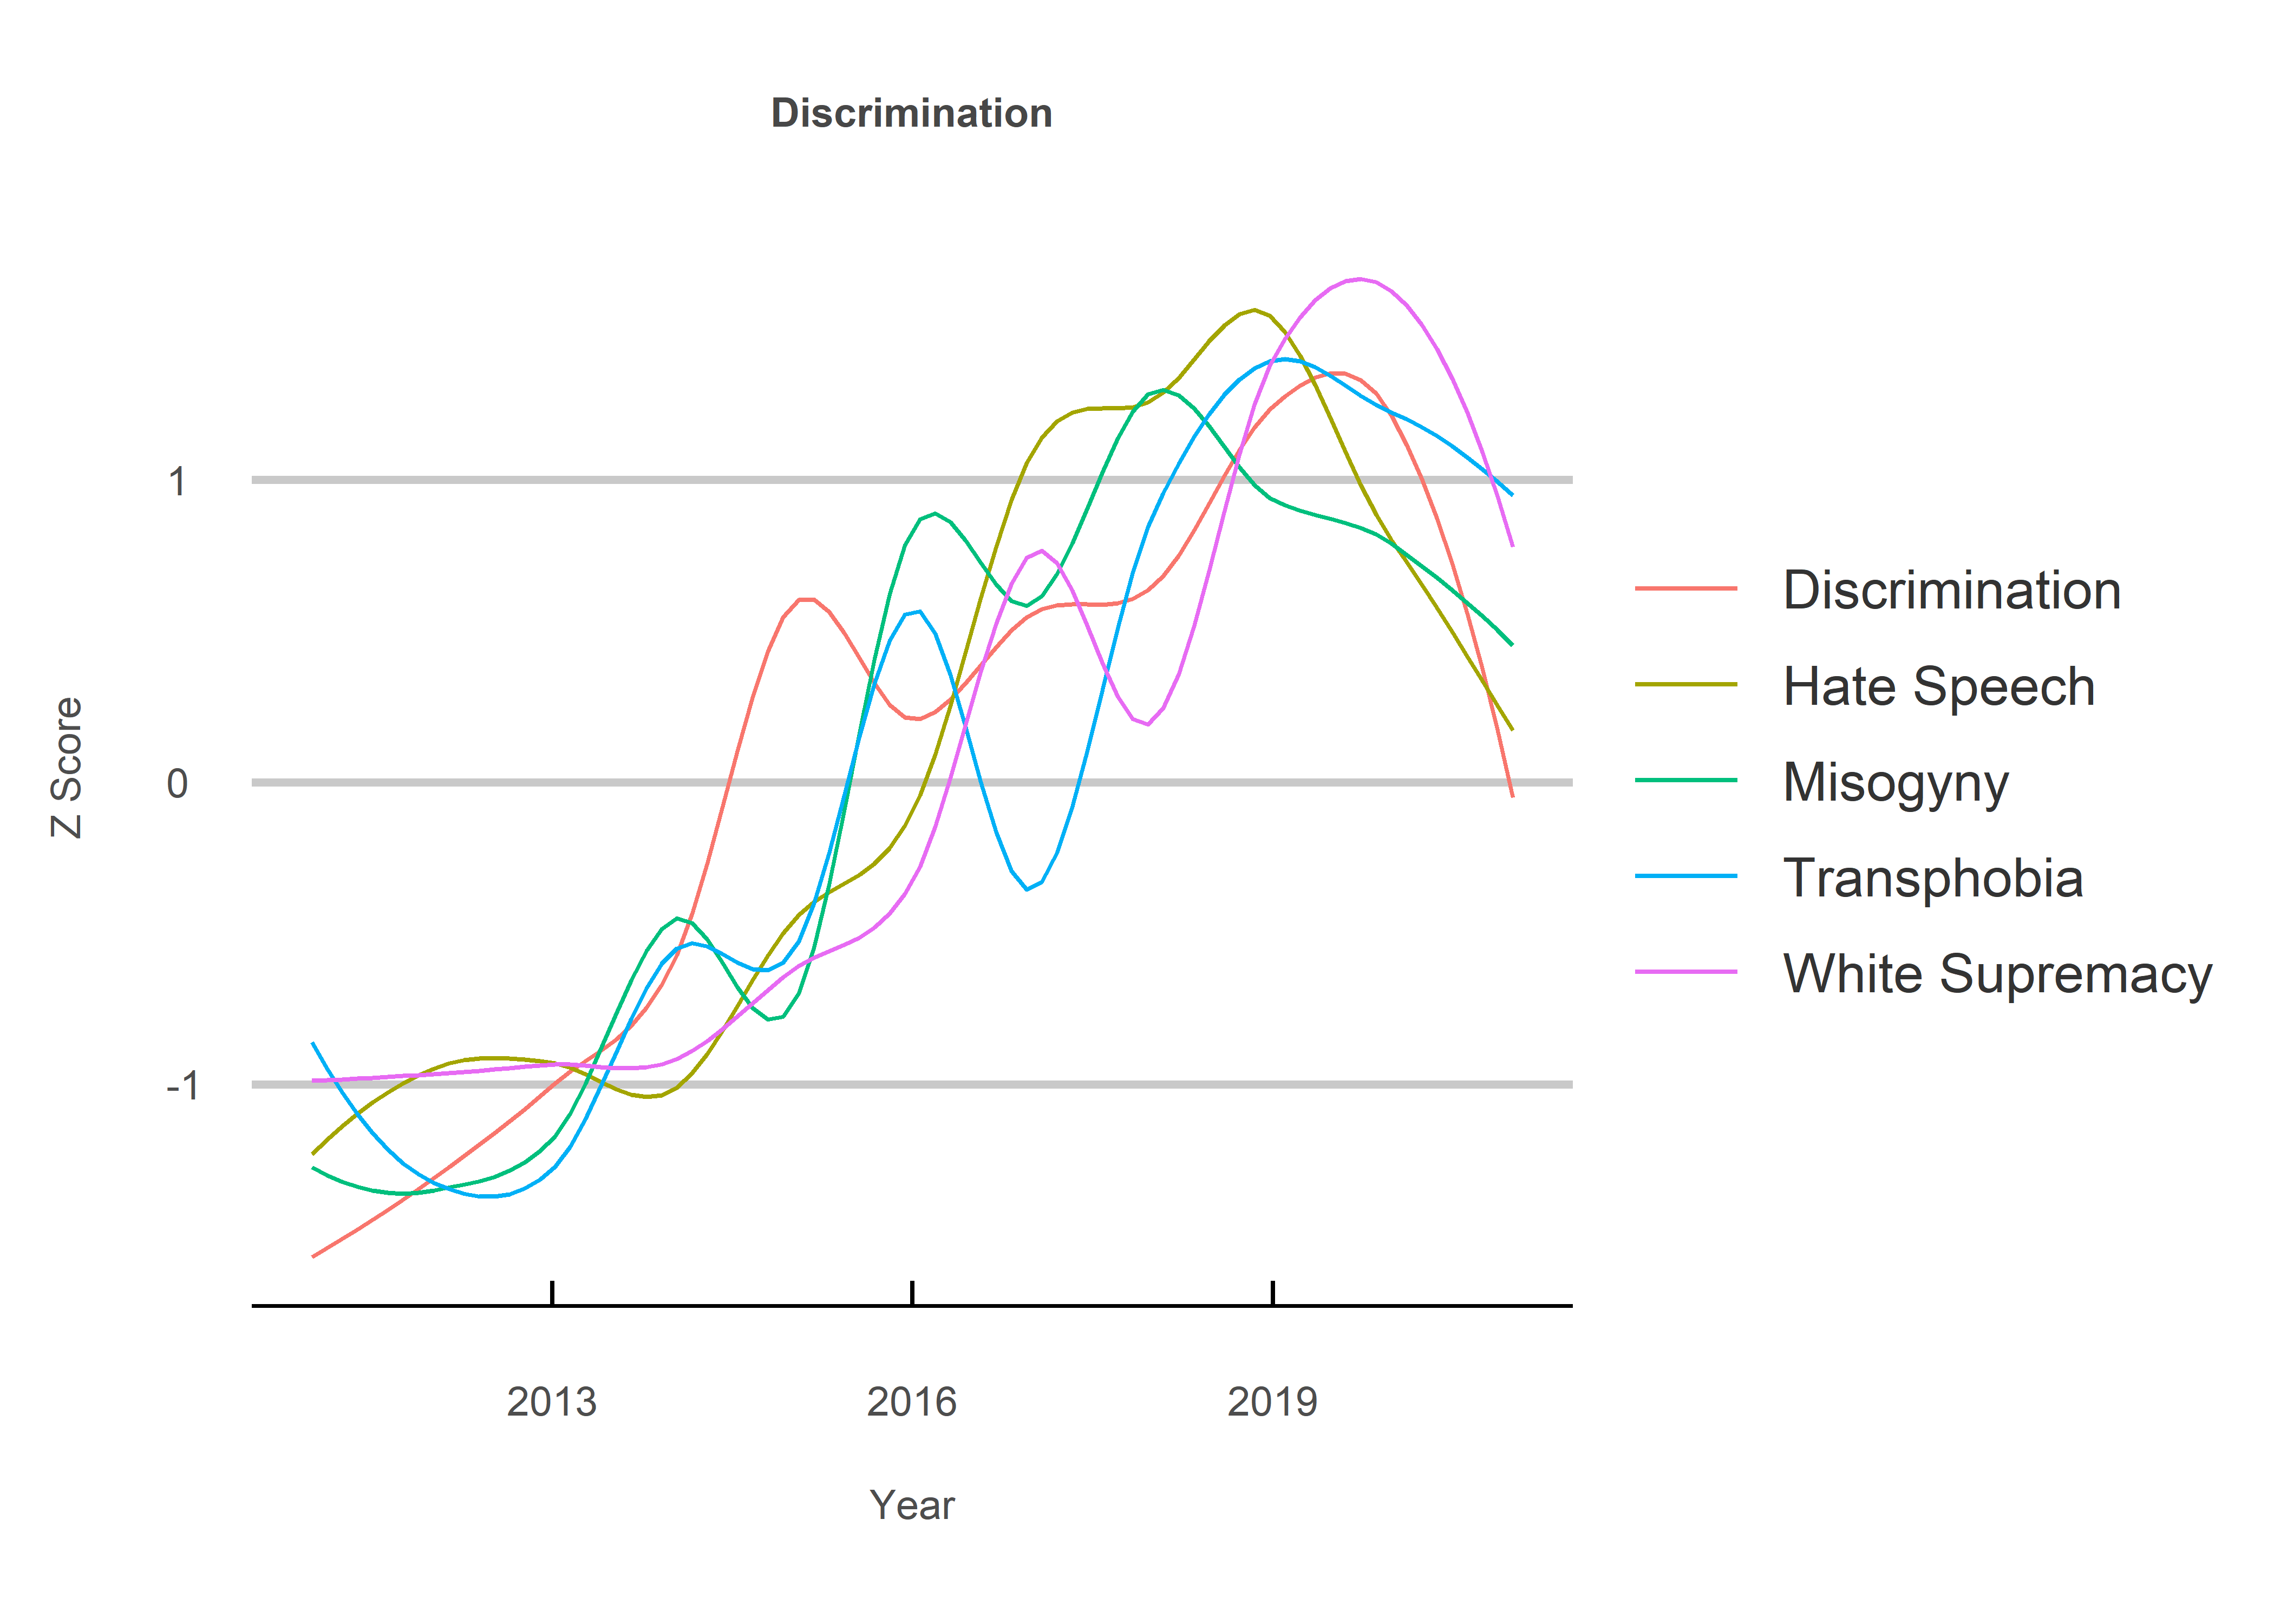 Discrimination
1
0
-1
Z Score
2013
2016
2019
Year
Discrimination
Hate Speech
Misogyny
Transphobia
White Supremacy